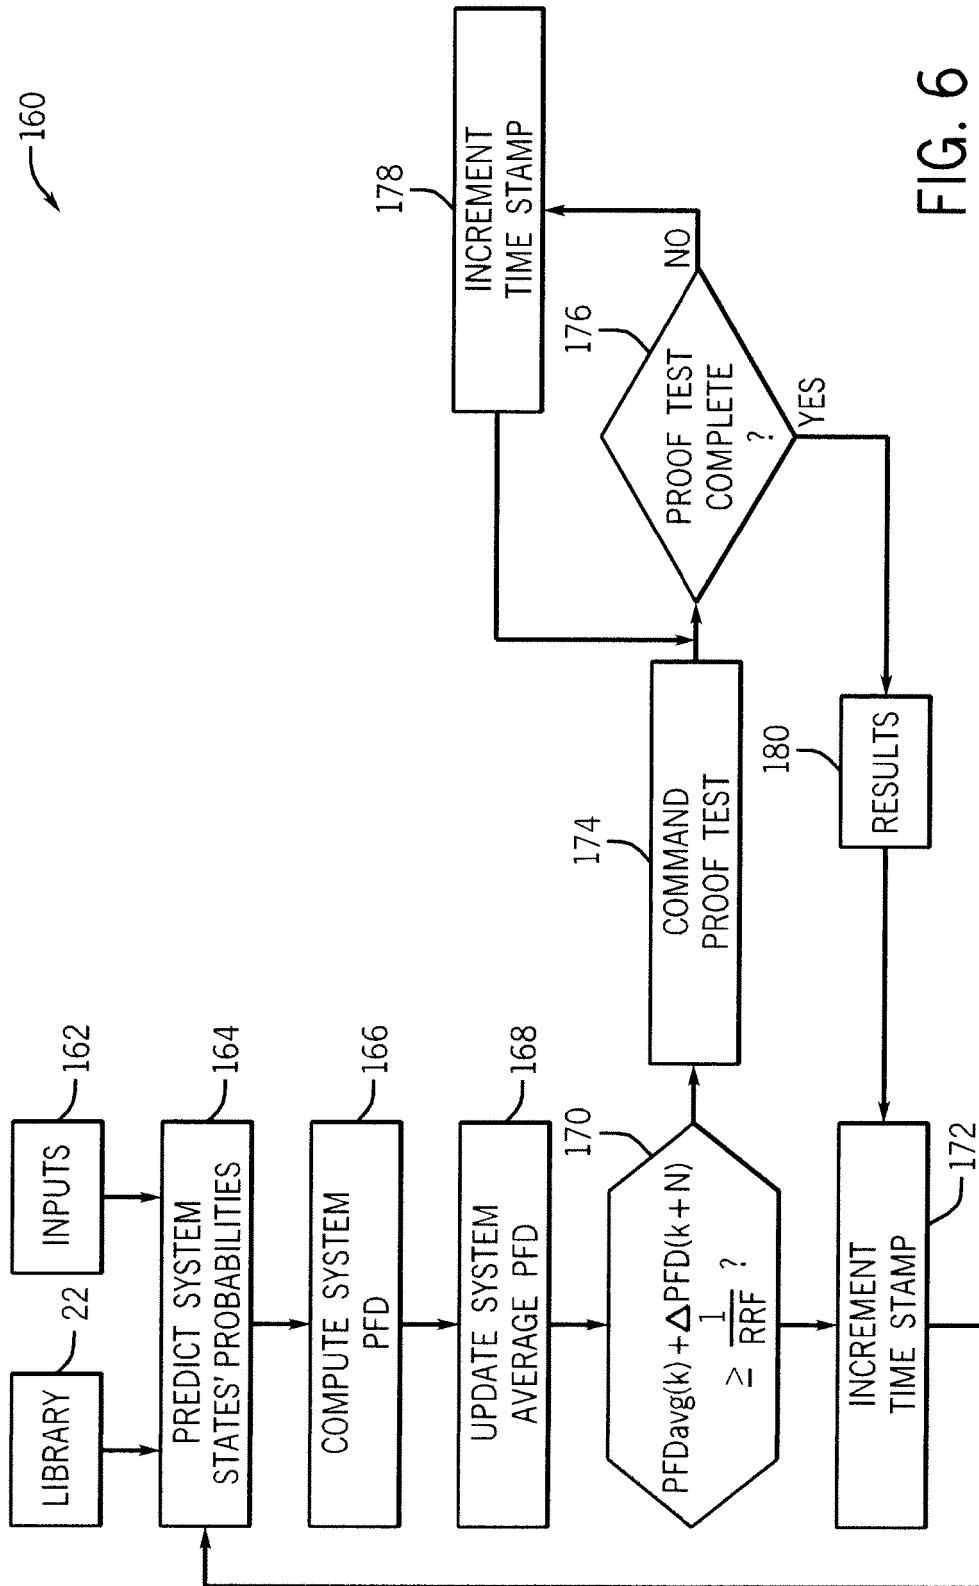 160
LIBRARY
22
INPUTS
162
PREDICT SYSTEM
STATES' PROBABILITIES
164
COMPUTE SYSTEM
PFD
166
UPDATE SYSTEM
AVERAGE PFD
168
PFDavg(k) + ΔPFD(k + N)
≥ 1/RRF ?
170
INCREMENT
TIME STAMP
172
COMMAND
PROOF TEST
174
PROOF TEST
COMPLETE
?
176
NO
YES
INCREMENT
TIME STAMP
178
RESULTS
180
FIG. 6